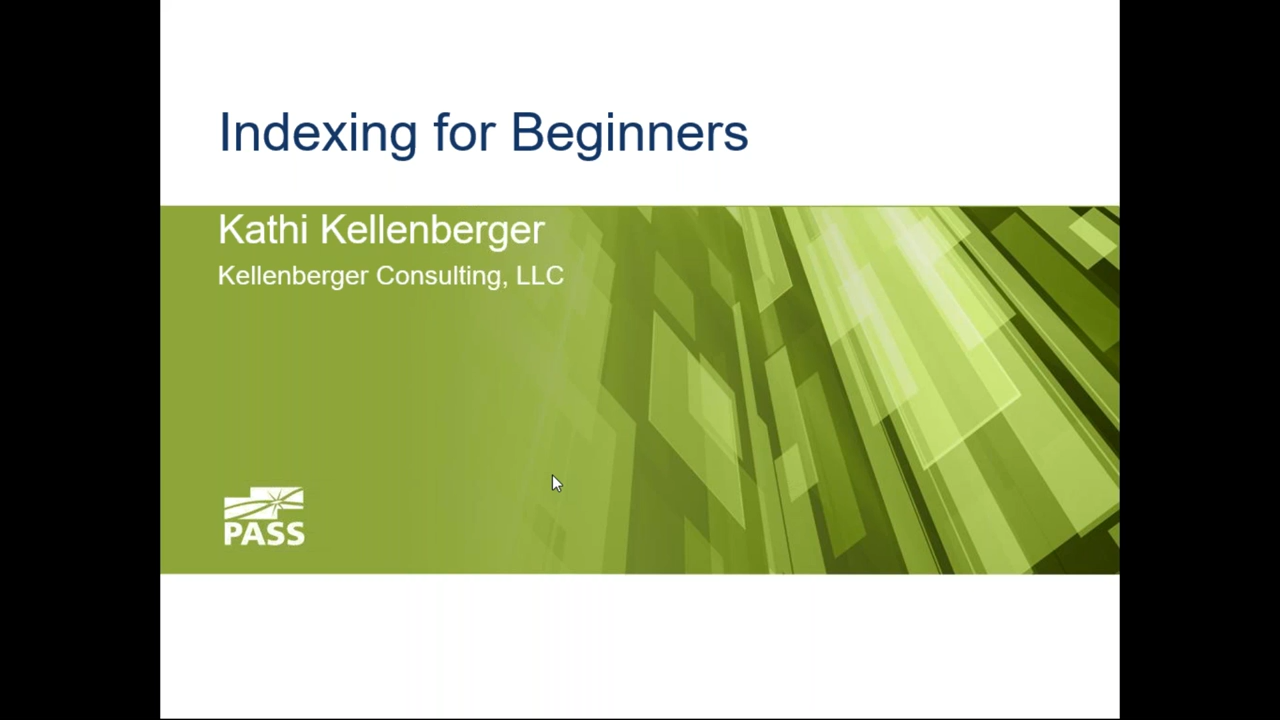 Indexing for Beginners
Kathi Kellenberger
Kellenberger Consulting, LLC
PASS